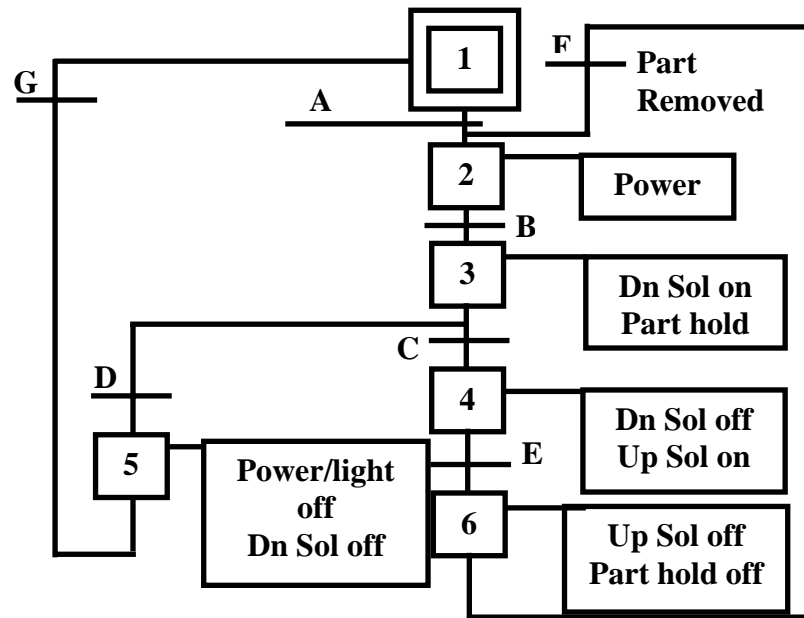 1
F
Part
Removed
G
A
2
Power
B
3
Dn Sol on
Part hold
C
D
4
Dn Sol off
Up Sol on
5
Power/light
off
Dn Sol off
E
6
Up Sol off
Part hold off